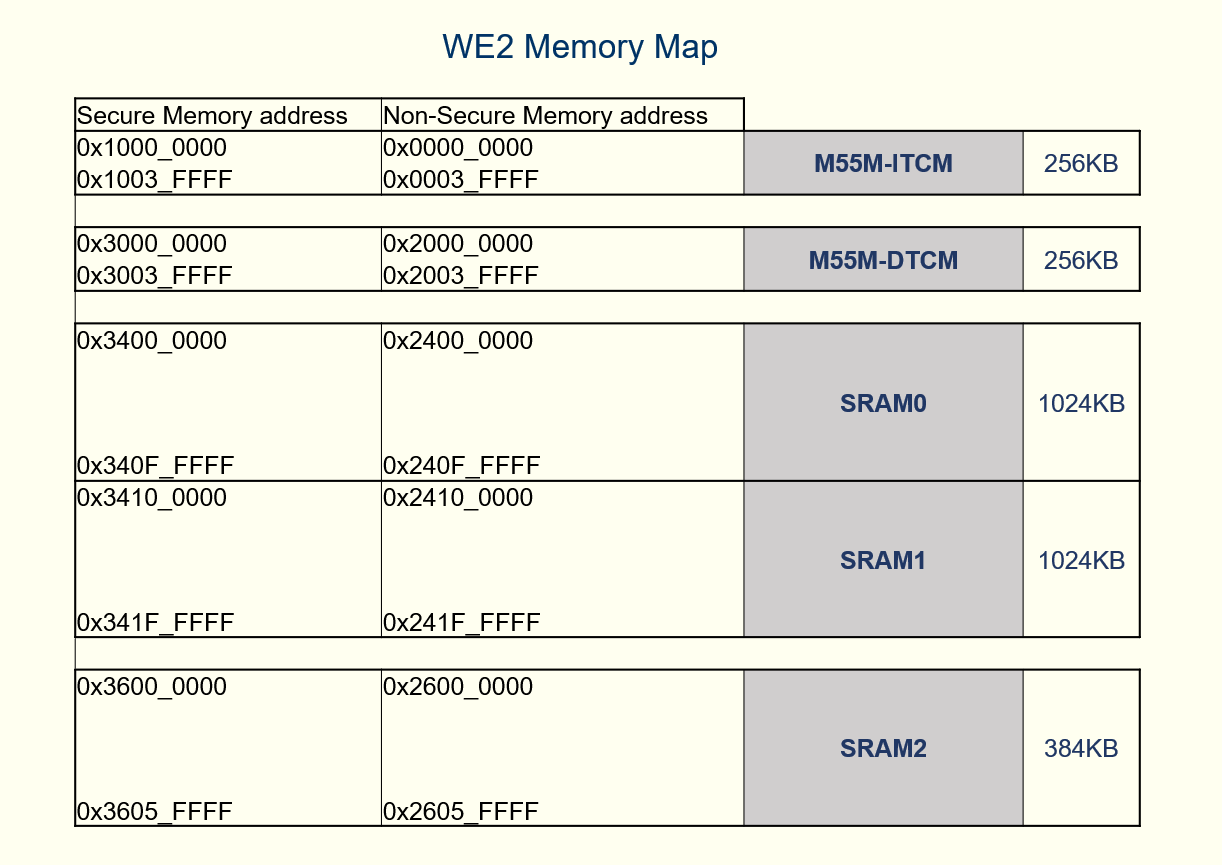 WE2 Memory Map
Secure Memory address Non-Secure Memory address
0x1000_0000 0x0000_0000
M55M-ITCM 256KB
0x1003_FFFF 0x0003_FFFF
0x3000_0000 0x2000_0000
M55M-DTCM 256KB
0x3003_FFFF 0x2003_FFFF
0x3400_0000 0x2400_0000
SRAM0 1024KB
0x340F_FFFF 0x240F_FFFF
0x3410_0000 0x2410_0000
SRAM1 1024KB
0x341F_FFFF 0x241F_FFFF
0x3600_0000 0x2600_0000
SRAM2 384KB
0x3605_FFFF 0x2605_FFFF